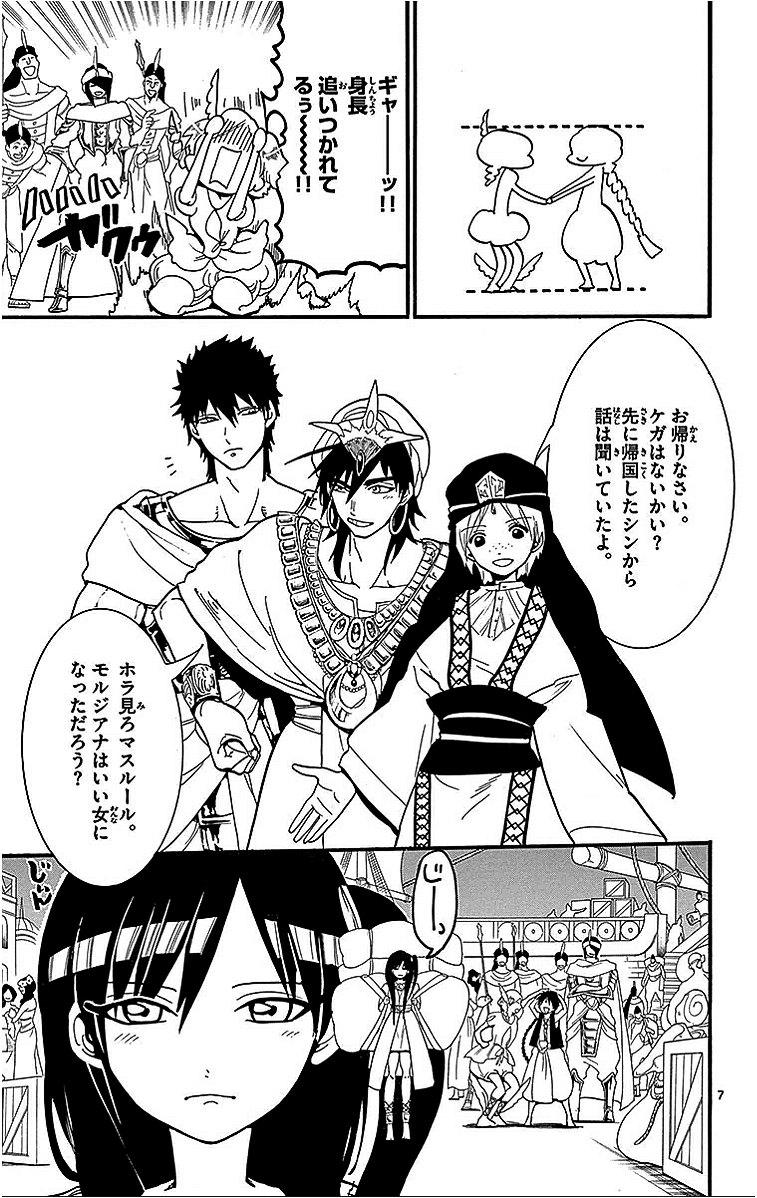 ギャーーーッ!!
身長
追いつかれて
るぅ〜〜〜!!
ガクゥ
お帰りなさい。
ケガはないかい?
先に帰国したシンから
話は聞いていたよ。
ホラ見ろマスルール。
モルジアナはいい女に
なっただろう?
じーっ
じん
7